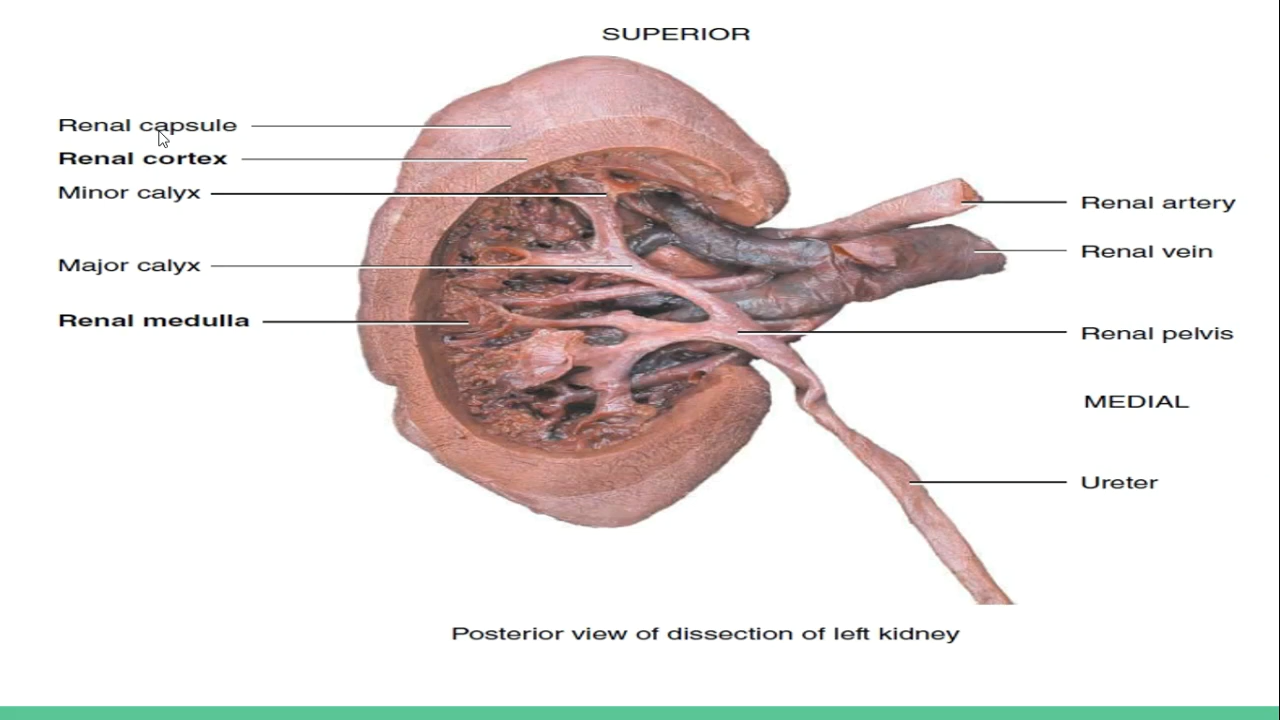 SUPERIOR
Renal capsule
Renal cortex
Minor calyx
Major calyx
Renal medulla
Renal artery
Renal vein
Renal pelvis
MEDIAL
Ureter
Posterior view of dissection of left kidney